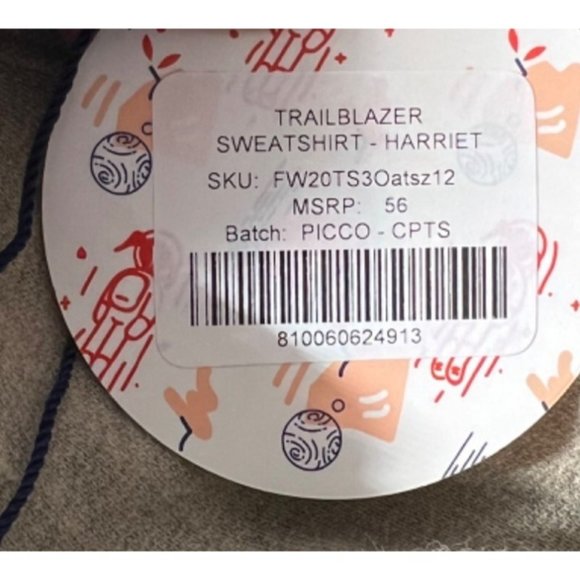 TRAILBLAZER
SWEATSHIRT - HARRIET
SKU: FW20TS3Oatsz12
MSRP: 56
Batch: PICCO - CPTS
810060624913